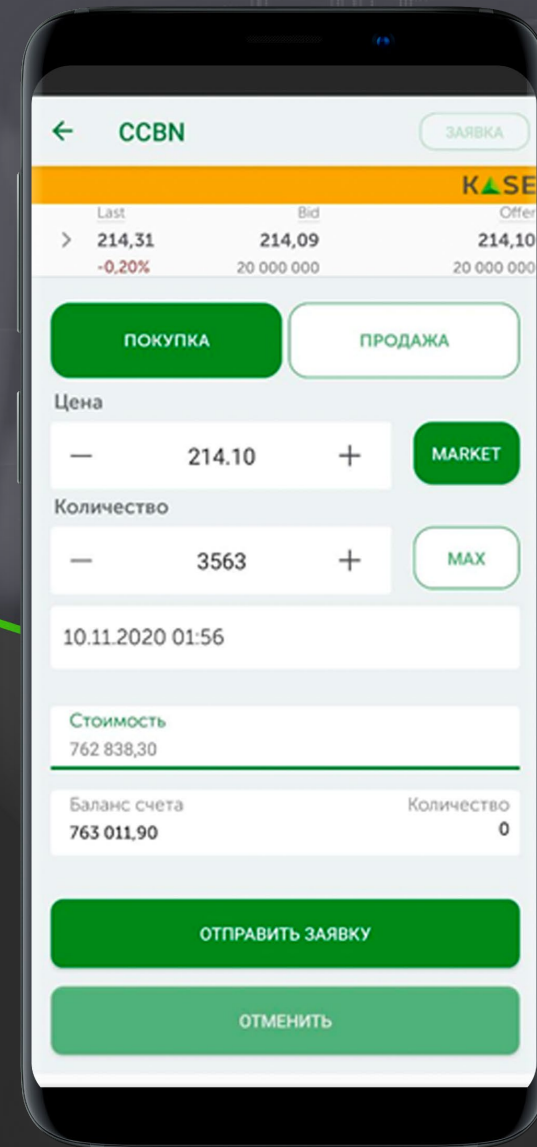 CCBN ЗАЯВКА
KASE
Last Bid Offer
214,31 214,09 214,10
-0,20% 20 000 000 20 000 000
ПОКУПКА ПРОДАЖА
Цена
214.10 MARKET
Количество
3563 MAX
10.11.2020 01:56
Стоимость
762 838,30
Баланс счета Количество
763 011,90 0
ОТПРАВИТЬ ЗАЯВКУ
ОТМЕНИТЬ